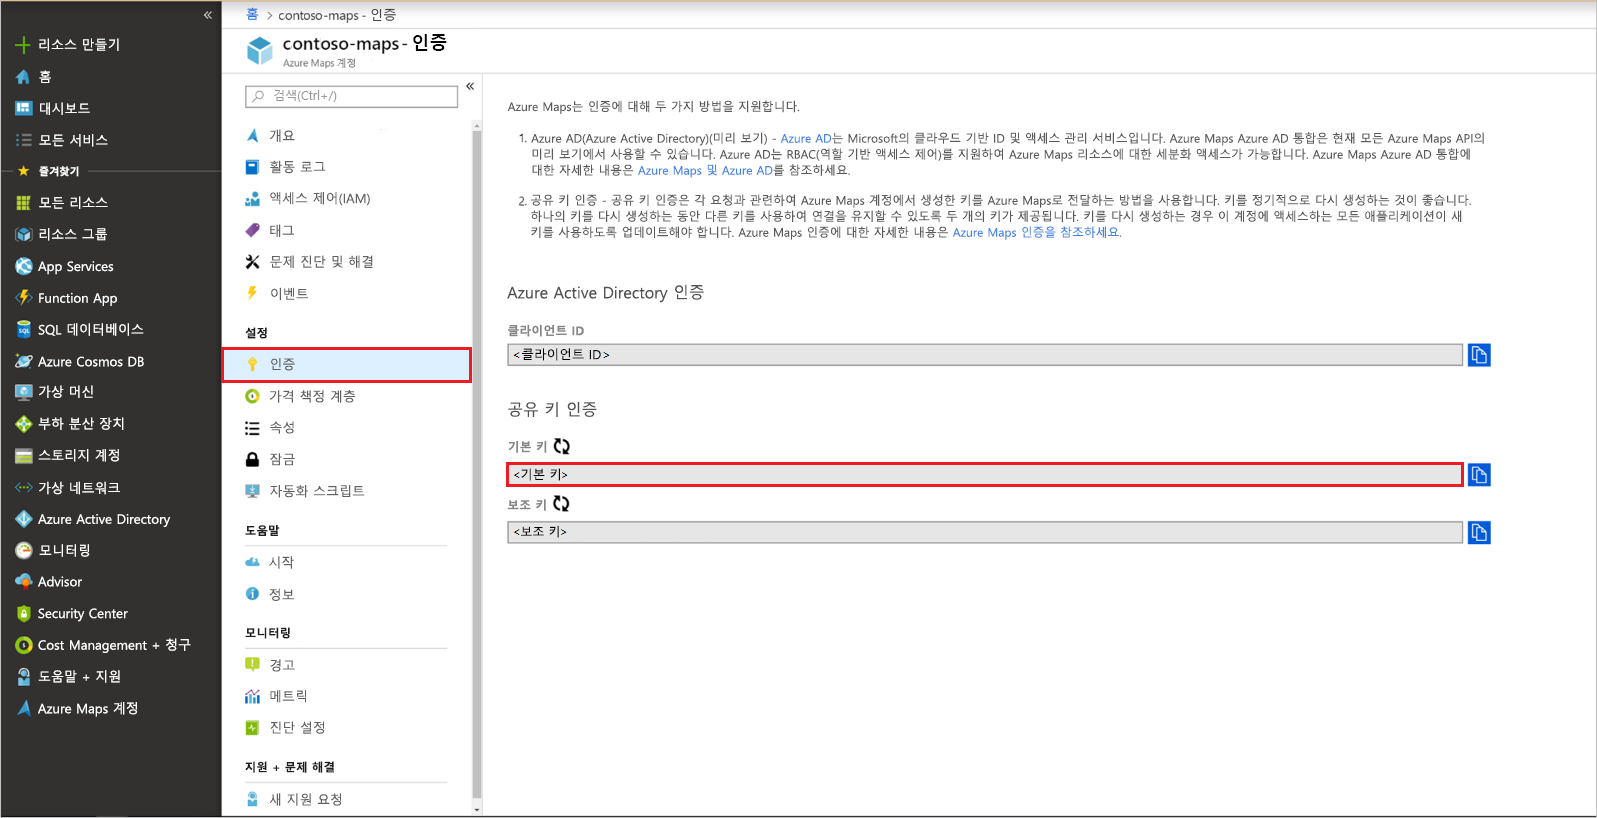 «
리소스 만들기
홈
대시보드
모든 서비스
즐겨찾기
모든 리소스
리소스 그룹
App Services
Function App
SQL 데이터베이스
Azure Cosmos DB
가상 머신
부하 분산 장치
스토리지 계정
가상 네트워크
Azure Active Directory
모니터링
Advisor
Security Center
Cost Management + 청구
도움말 + 지원
Azure Maps 계정
홈 > contoso-maps - 인증
contoso-maps - 인증
Azure Maps 계정
검색(Ctrl+/)
«
개요
활동 로그
액세스 제어(IAM)
태그
문제 진단 및 해결
이벤트
설정
인증
가격 책정 계층
속성
잠금
자동화 스크립트
도움말
시작
정보
모니터링
경고
메트릭
진단 설정
지원 + 문제 해결
새 지원 요청
Azure Maps는 인증에 대해 두 가지 방법을 지원합니다.
1. Azure AD(Azure Active Directory)(미리 보기) - Azure AD는 Microsoft의 클라우드 기반 ID 및 액세스 관리 서비스입니다. Azure Maps Azure AD 통합은 현재 모든 Azure Maps API의
미리 보기에서 사용할 수 있습니다. Azure AD는 RBAC(역할 기반 액세스 제어)를 지원하여 Azure Maps 리소스에 대한 세분화 액세스가 가능합니다. Azure Maps Azure AD 통합에
대한 자세한 내용은 Azure Maps 및 Azure AD를 참조하세요.
2. 공유 키 인증 - 공유 키 인증은 각 요청과 관련하여 Azure Maps 계정에서 생성한 키를 Azure Maps로 전달하는 방법을 사용합니다. 키를 정기적으로 다시 생성하는 것이 좋습니다.
하나의 키를 다시 생성하는 동안 다른 키를 사용하여 연결을 유지할 수 있도록 두 개의 키가 제공됩니다. 키를 다시 생성하는 경우 이 계정에 액세스하는 모든 애플리케이션이 새
키를 사용하도록 업데이트해야 합니다. Azure Maps 인증에 대한 자세한 내용은 Azure Maps 인증을 참조하세요.
Azure Active Directory 인증
클라이언트 ID
<클라이언트 ID>
공유 키 인증
기본 키
<기본 키>
보조 키
<보조 키>